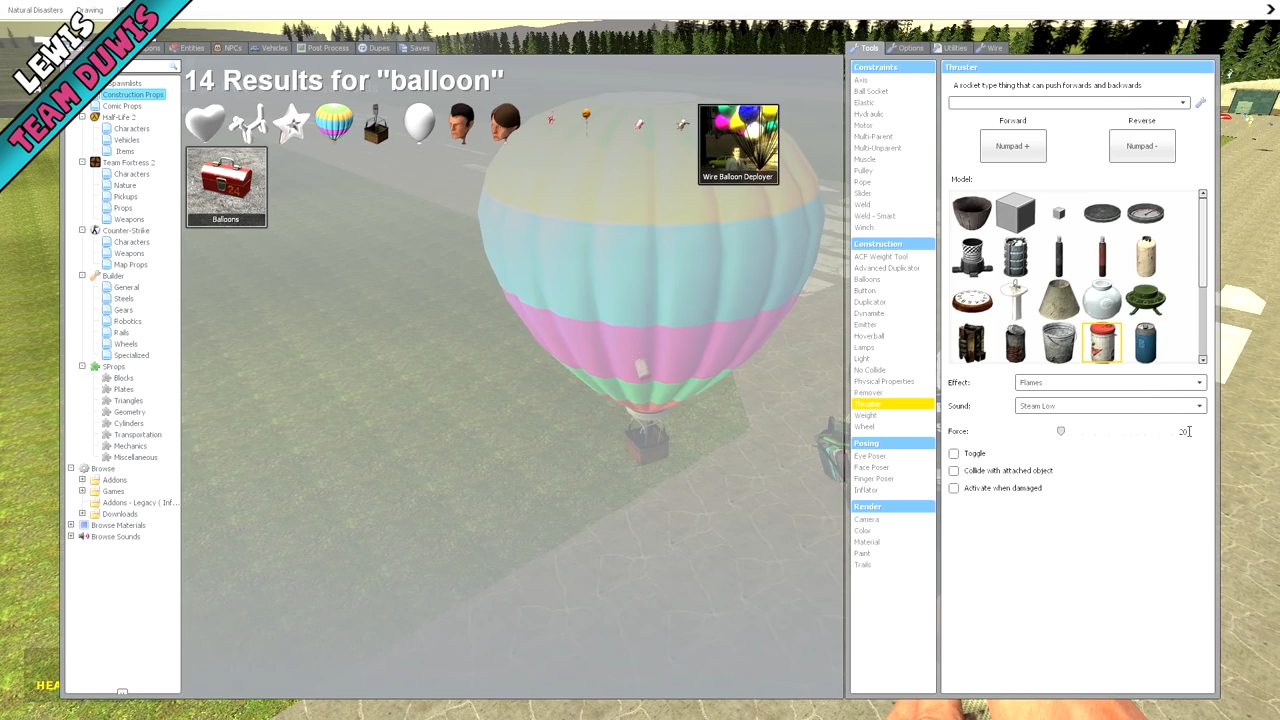 Natural Disasters
Drawing
LEWIS
TEAM DUWIS
Entities
NPCs
Vehicles
Post Process
Dupes
Saves
Spawnlists
Construction Props
Comic Props
Half-Life 2
Characters
Vehicles
Items
Team Fortress 2
Characters
Nature
Pickups
Props
Weapons
Counter-Strike
Characters
Weapons
Map Props
Builder
General
Steels
Gears
Robotics
Rails
Wheels
Specialized
SProps
Blocks
Plates
Triangles
Geometry
Cylinders
Transportation
Mechanics
Miscellaneous
Browse
Addons
Games
Addons - Legacy ( Inf...
Downloads
Browse Materials
Browse Sounds
14 Results for "balloon"
Wire Balloon Deployer
24
Balloons
Tools
Options
Utilities
Wire
Constraints
Axis
Ball Socket
Elastic
Hydraulic
Motor
Multi-Parent
Multi-Unparent
Muscle
Pulley
Rope
Slider
Weld
Weld - Smart
Winch
Construction
ACF Weight Tool
Advanced Duplicator
Balloons
Button
Duplicator
Dynamite
Emitter
Hoverball
Lamps
Light
No Collide
Physical Properties
Remover
Thruster
Weight
Wheel
Posing
Eye Poser
Face Poser
Finger Poser
Inflator
Render
Camera
Color
Material
Paint
Trails
Thruster
A rocket type thing that can push forwards and backwards
Forward
Reverse
Numpad +
Numpad -
Model:
Effect:
Flames
Sound:
Steam Low
Force:
20
Toggle
Collide with attached object
Activate when damaged
HEA